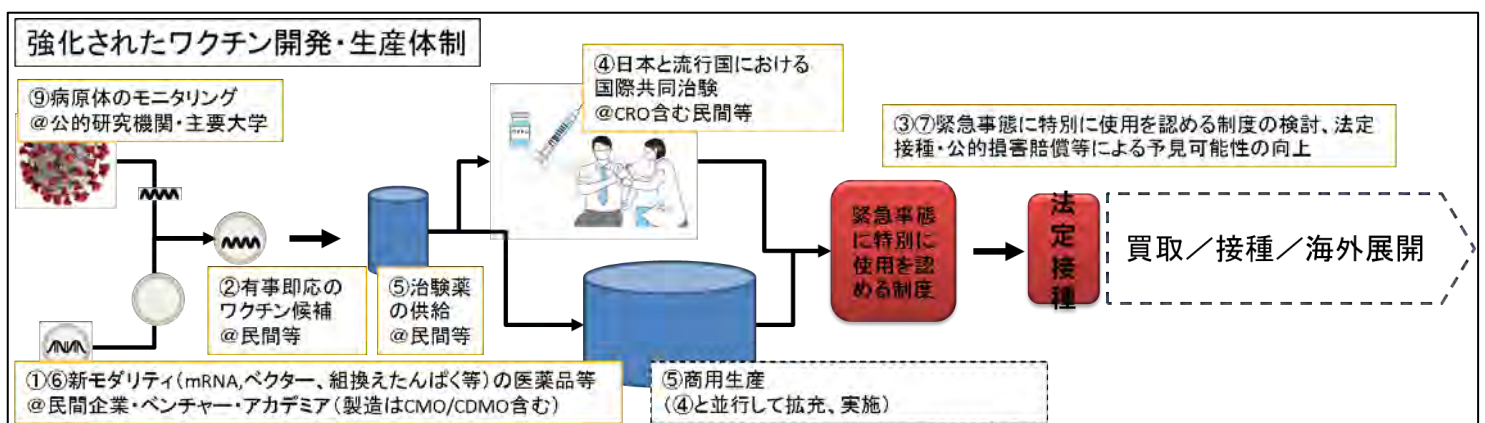 強化されたワクチン開発・生産体制
⑨病原体のモニタリング
@公的研究機関・主要大学
④日本と流行国における
国際共同治験
@CRO含む民間等
③⑦緊急事態に特別に使用を認める制度の検討、法定
接種・公的損害賠償等による予見可能性の向上
②有事即応の
ワクチン候補
@民間等
⑤治験薬
の供給
@民間等
緊急事態
に特別に
使用を認
める制度
法定接種
買取／接種／海外展開
①⑥新モダリティ(mRNA,ベクター、組換えたんぱく等)の医薬品等
@民間企業・ベンチャー・アカデミア(製造はCMO/CDMO含む)
⑤商用生産
(④と並行して拡充、実施)